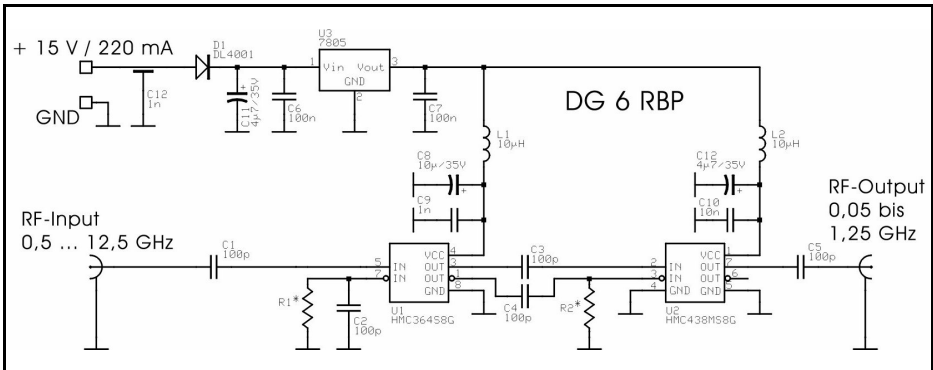 + 15 V / 220 mA
GND
D1
DL4001
C12
1n
C11
4µ7/35V
+
C6
100n
U3
7805
1
Vin
Vout
3
GND
2
C7
100n
DG 6 RBP
L1
10µH
L2
10µH
C8
10µ/35V
+
C9
1n
C12
4µ7/35V
+
C10
10n
RF-Input
0,5 ... 12,5 GHz
RF-Output
0,05 bis
1,25 GHz
C1
100p
R1*
C2
100p
5
IN
7
IN
VCC
4
OUT
3
OUT
1
GND
8
U1
HMC364S8G
C3
100p
C4
100p
R2*
2
IN
3
IN
4
GND
VCC
1
OUT
7
OUT
6
GND
5
U2
HMC438MS8G
C5
100p